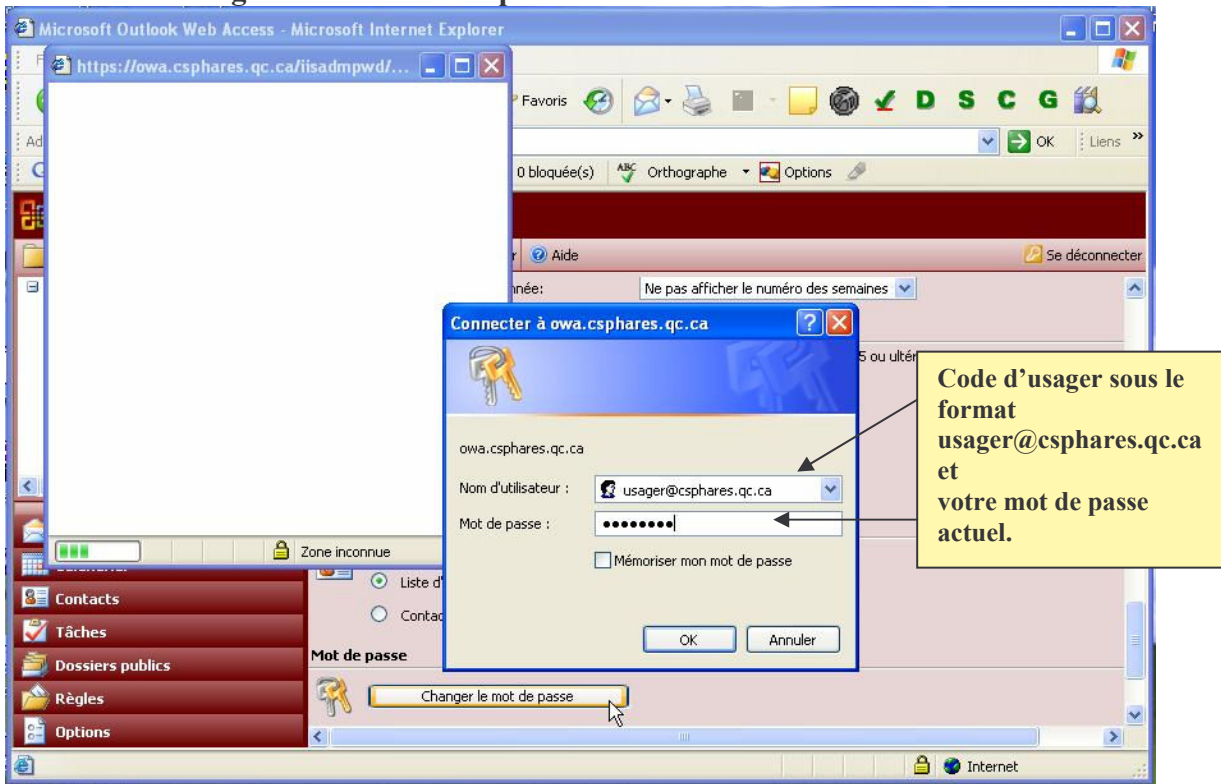 Microsoft Outlook Web Access - Microsoft Internet Explorer
https://owa.csphares.qc.ca/iisadmpwd/...
Favoris
D S C G
Ad
OK
Liens
0 bloquée(s)
ABC
Orthographe
Options
Aide
Se déconnecter
nnée:
Ne pas afficher le numéro des semaines
Connecter à owa.csphares.qc.ca
5 ou ultér
Code d'usager sous le
format
usager@csphares.qc.ca
et
votre mot de passe
actuel.
owa.csphares.qc.ca
Nom d'utilisateur :
usager@csphares.qc.ca
Mot de passe :
••••••••
Mémoriser mon mot de passe
OK
Annuler
Zone inconnue
Liste d'
Contac
Contacts
Tâches
Dossiers publics
Règles
Options
Mot de passe
Changer le mot de passe
Internet